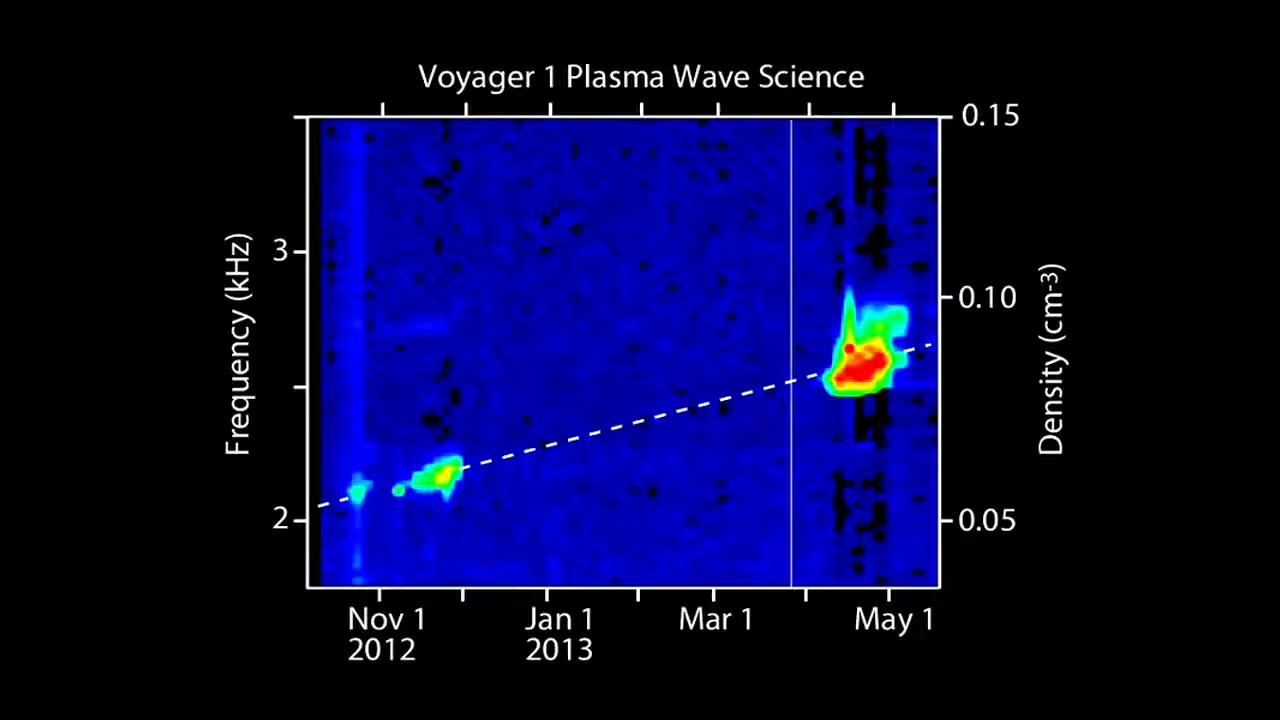 Voyager 1 Plasma Wave Science
0.15
3
0.10
Frequency (kHz)
Density (cm-3)
2
0.05
Nov 1
2012
Jan 1
2013
Mar 1
May 1